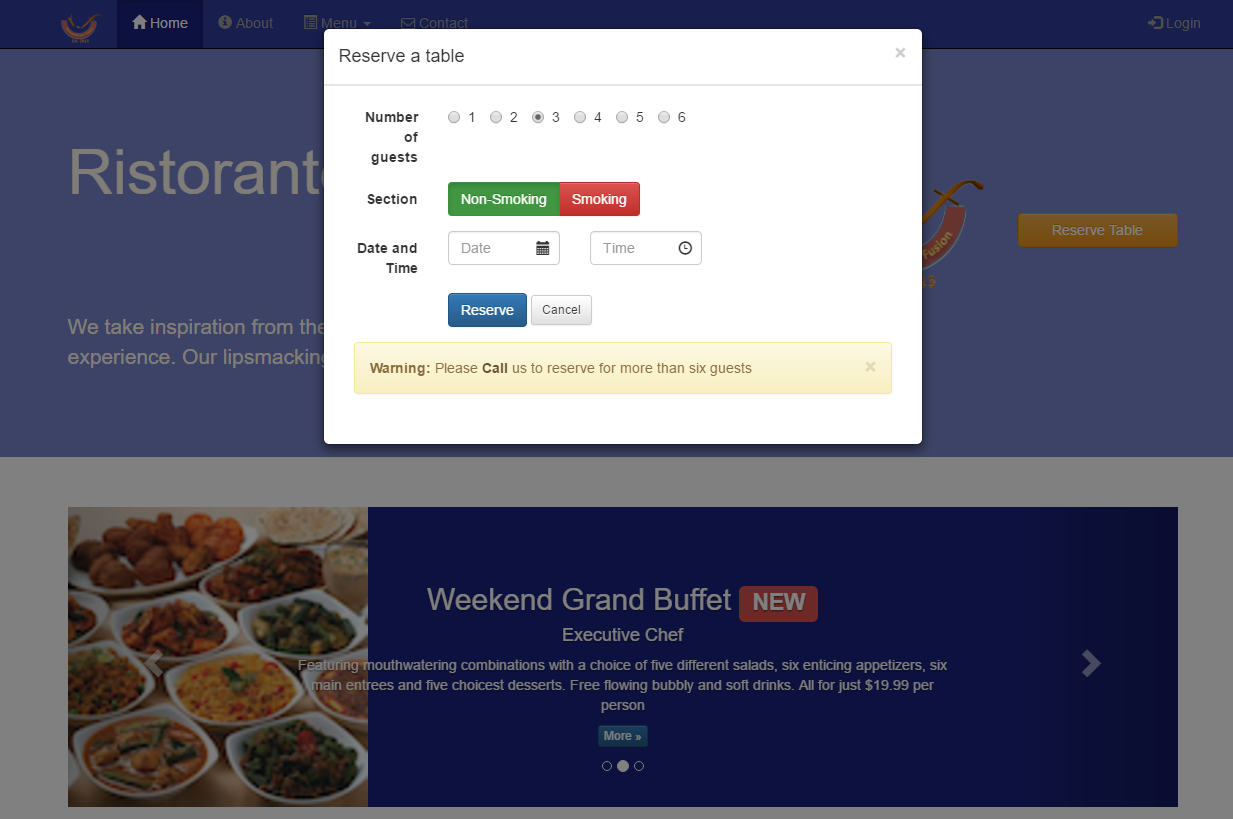 Home About Menu Contact Login
Reserve a table ×
Number of guests 1 2 3 4 5 6
Section Non-Smoking Smoking
Date and Time Date Time
Reserve Cancel
Warning: Please Call us to reserve for more than six guests ×
Ristorant
Fusion
Reserve Table
We take inspiration from the
experience. Our lipsmacking
Weekend Grand Buffet NEW
Executive Chef
Featuring mouthwatering combinations with a choice of five different salads, six enticing appetizers, six
main entrees and five choicest desserts. Free flowing bubbly and soft drinks. All for just $19.99 per
person
More »